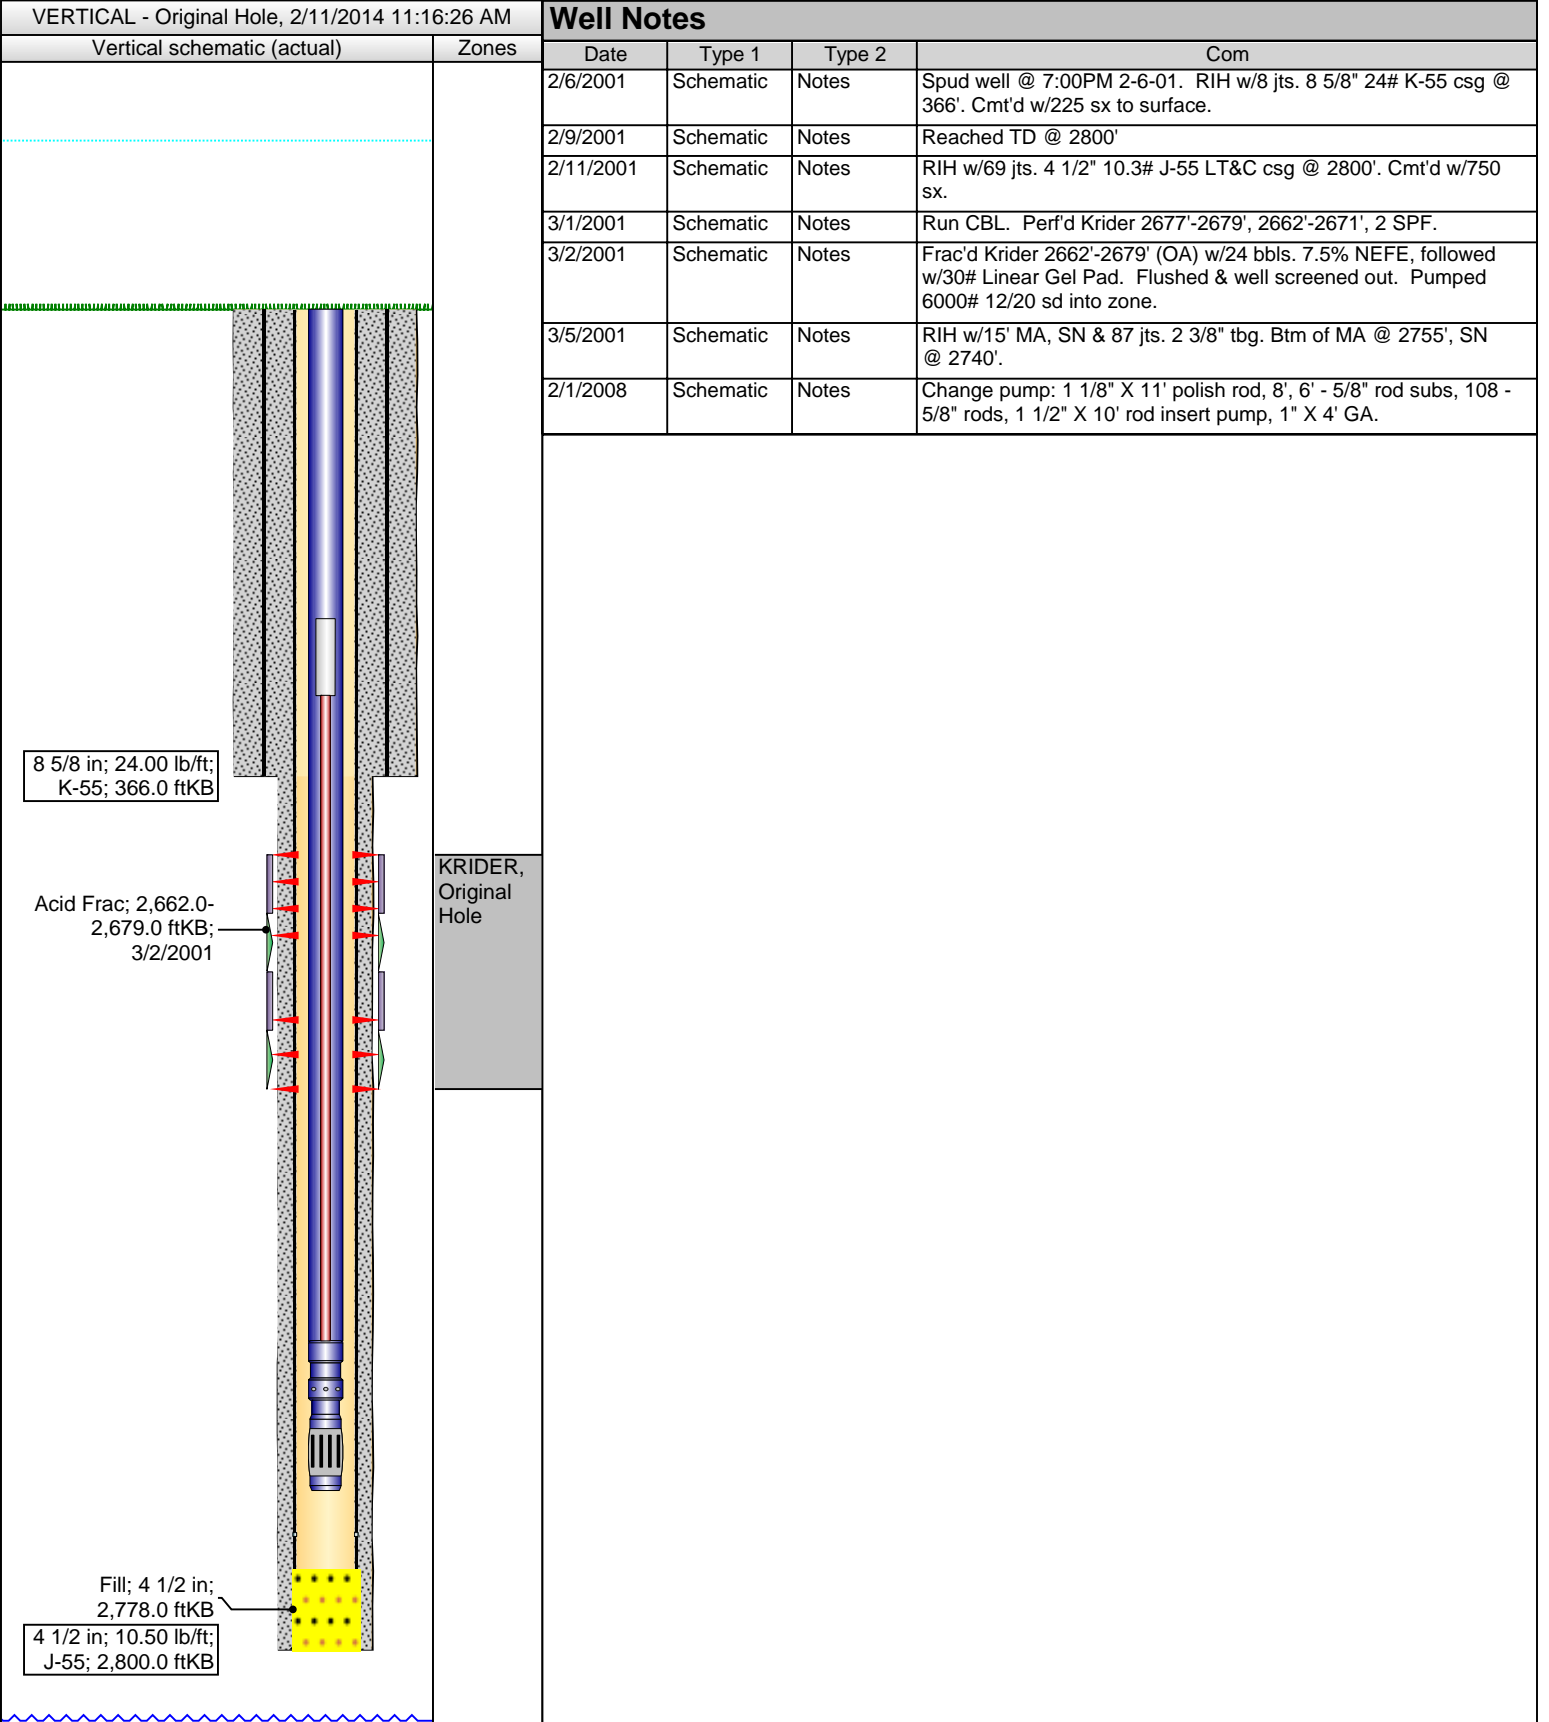 VERTICAL - Original Hole, 2/11/2014 11:16:26 AM
Vertical schematic (actual)
Zones
8 5/8 in; 24.00 lb/ft;
K-55; 366.0 ftKB
KRIDER,
Original
Hole
Acid Frac; 2,662.0-
2,679.0 ftKB;
3/2/2001
Fill; 4 1/2 in;
2,778.0 ftKB
4 1/2 in; 10.50 lb/ft;
J-55; 2,800.0 ftKB
Well Notes
Date Type 1 Type 2 Com
2/6/2001 Schematic Notes Spud well @ 7:00PM 2-6-01. RIH w/8 jts. 8 5/8" 24# K-55 csg @
366'. Cmt'd w/225 sx to surface.
2/9/2001 Schematic Notes Reached TD @ 2800'
2/11/2001 Schematic Notes RIH w/69 jts. 4 1/2" 10.3# J-55 LT&C csg @ 2800'. Cmt'd w/750
sx.
3/1/2001 Schematic Notes Run CBL. Perf'd Krider 2677'-2679', 2662'-2671', 2 SPF.
3/2/2001 Schematic Notes Frac'd Krider 2662'-2679' (OA) w/24 bbls. 7.5% NEFE, followed
w/30# Linear Gel Pad. Flushed & well screened out. Pumped
6000# 12/20 sd into zone.
3/5/2001 Schematic Notes RIH w/15' MA, SN & 87 jts. 2 3/8" tbg. Btm of MA @ 2755', SN
@ 2740'.
2/1/2008 Schematic Notes Change pump: 1 1/8" X 11' polish rod, 8', 6' - 5/8" rod subs, 108 -
5/8" rods, 1 1/2" X 10' rod insert pump, 1" X 4' GA.